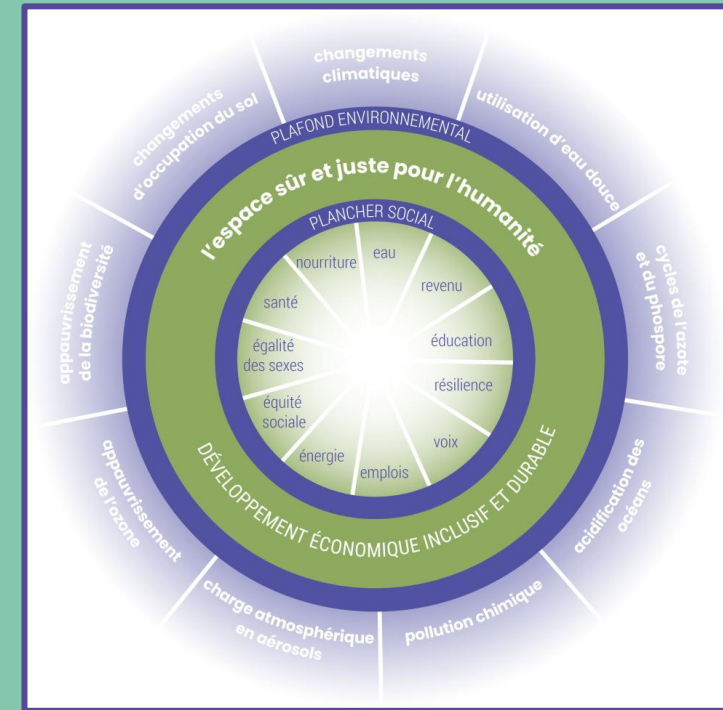 changements
climatiques
utilisation d'eau douce
cycles de l'azote
et du phospore
acidification des
océans
pollution chimique
charge atmosphérique
en aérosols
appauvrissement
de l'ozone
appauvrissement
de la biodiversité
changements
d'occupation du sol
PLAFOND ENVIRONNEMENTAL
l'espace sûr et juste pour l'humanité
PLANCHER SOCIAL
eau
revenu
éducation
résilience
voix
emplois
énergie
équité
sociale
égalité
des sexes
santé
nourriture
DÉVELOPPEMENT ÉCONOMIQUE INCLUSIF ET DURABLE